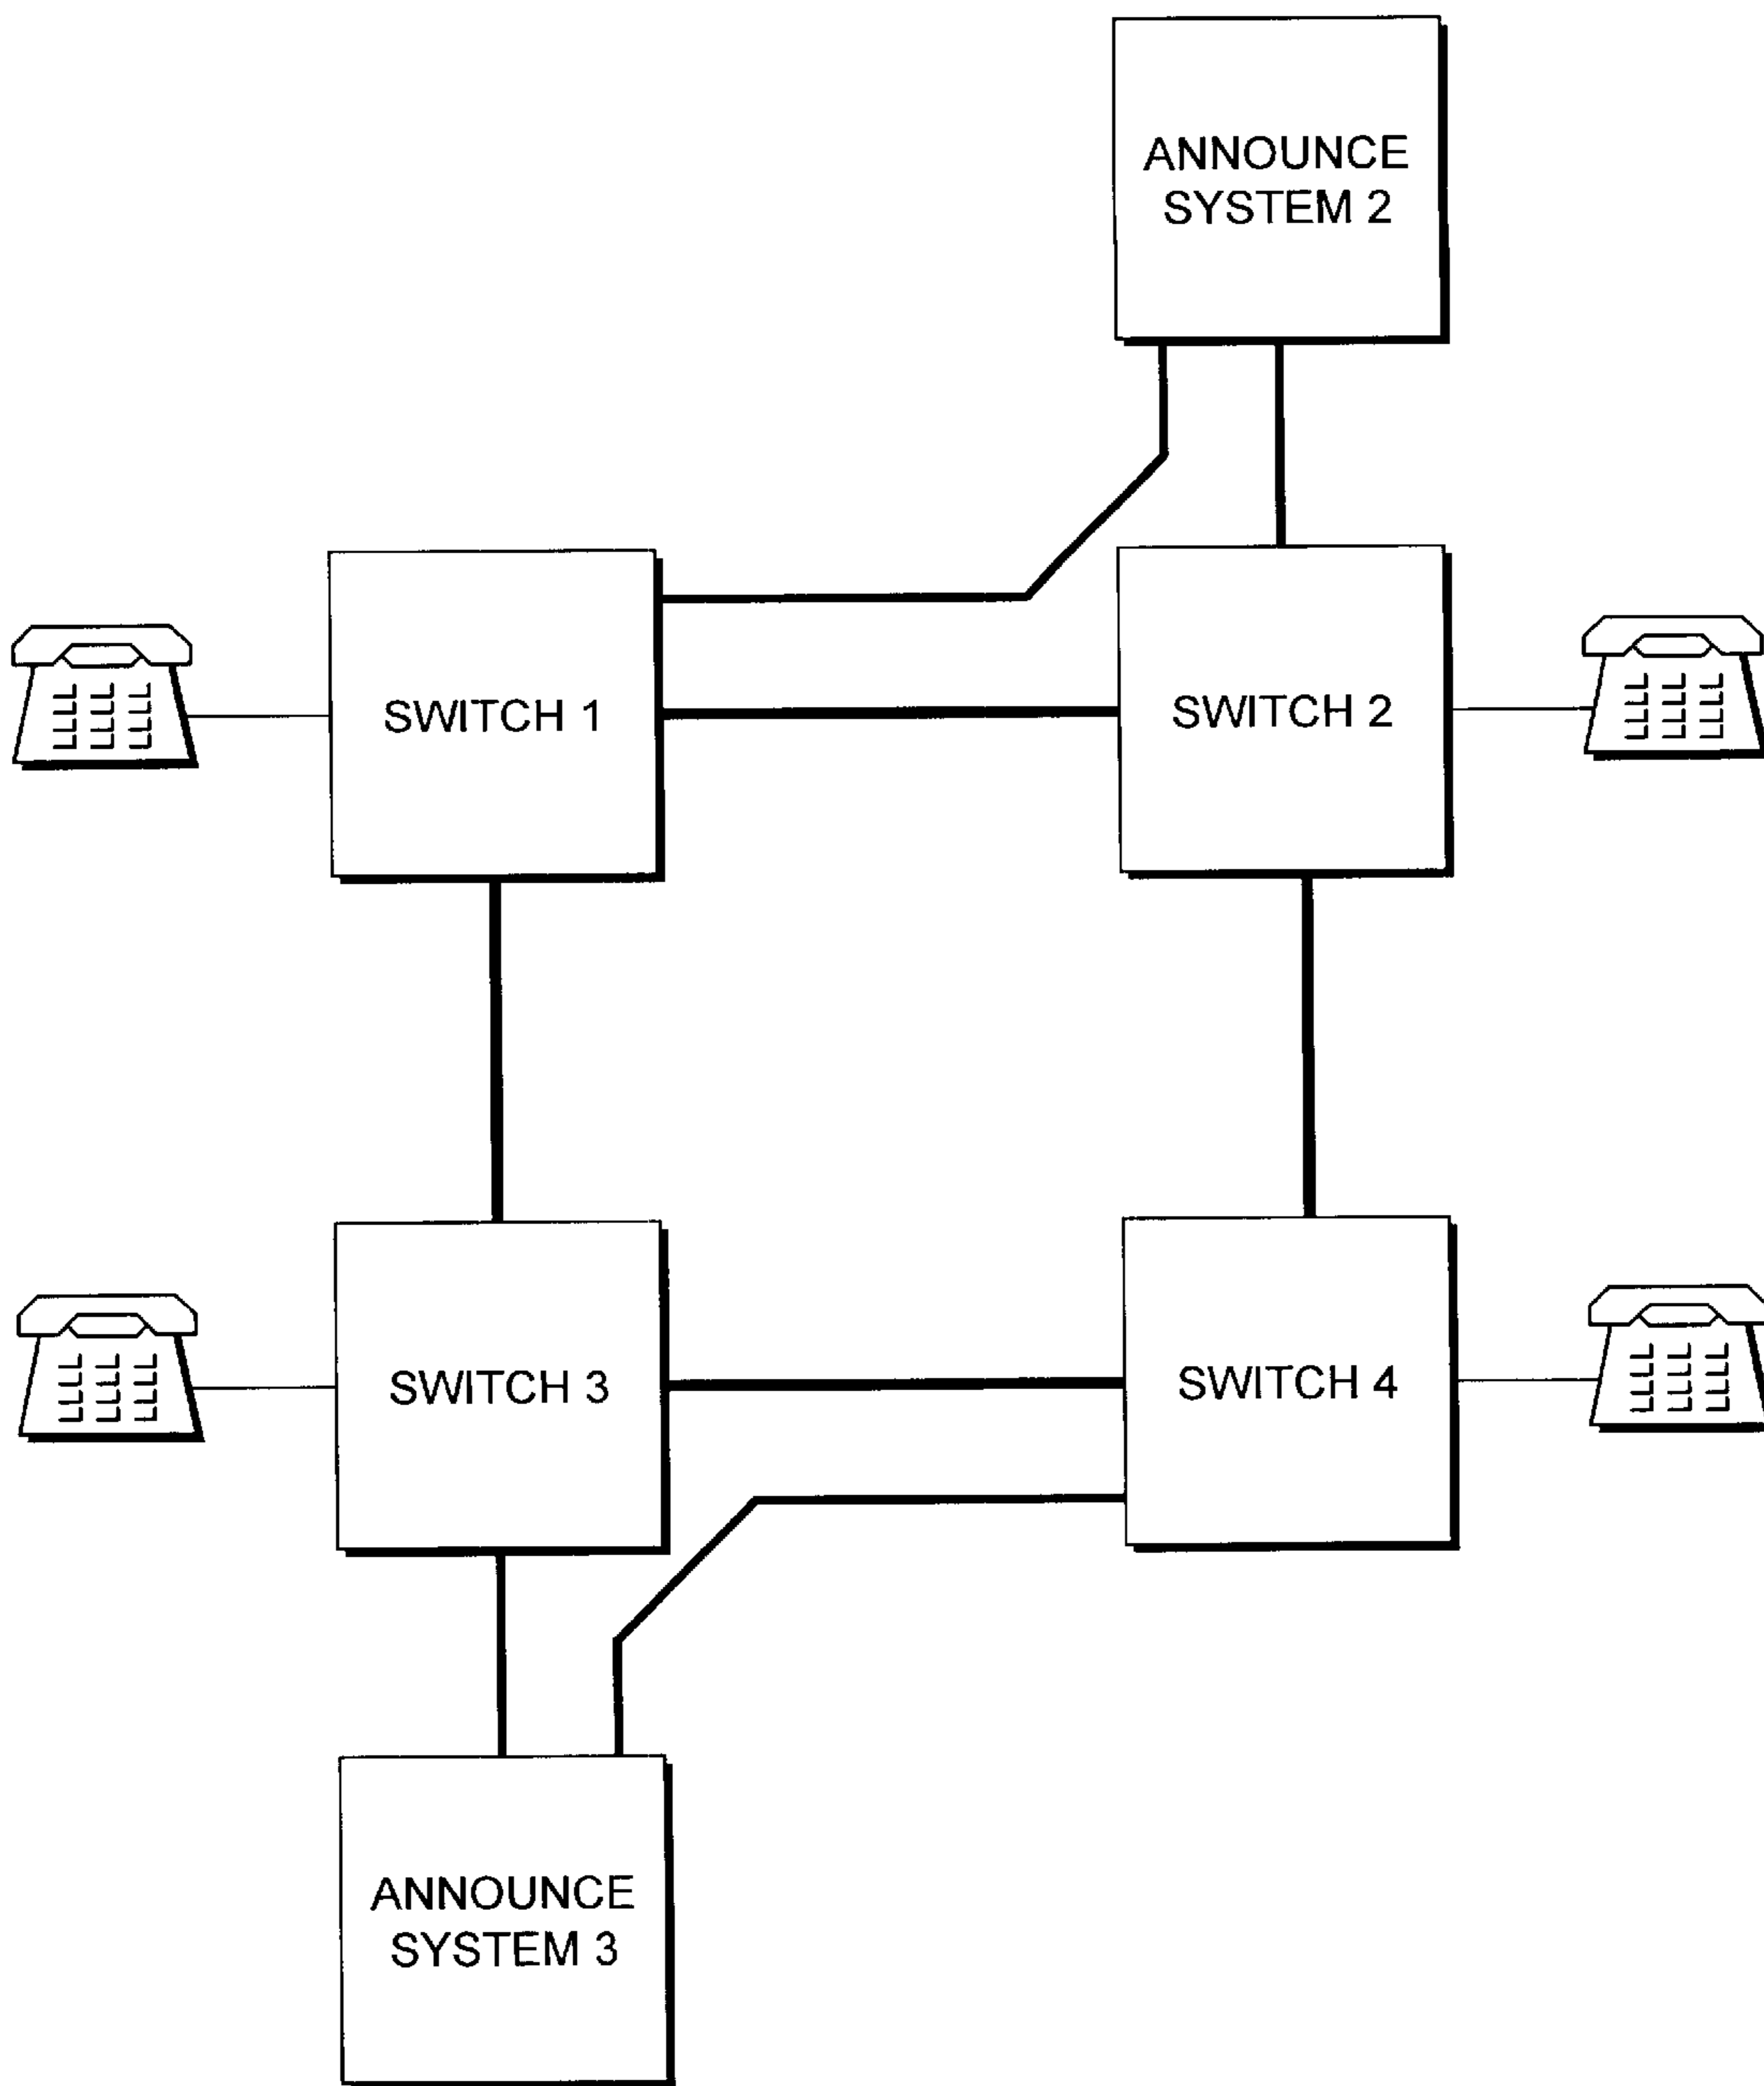 ANNOUNCE
SYSTEM 2
SWITCH 1
SWITCH 2
SWITCH 3
SWITCH 4
ANNOUNCE
SYSTEM 3